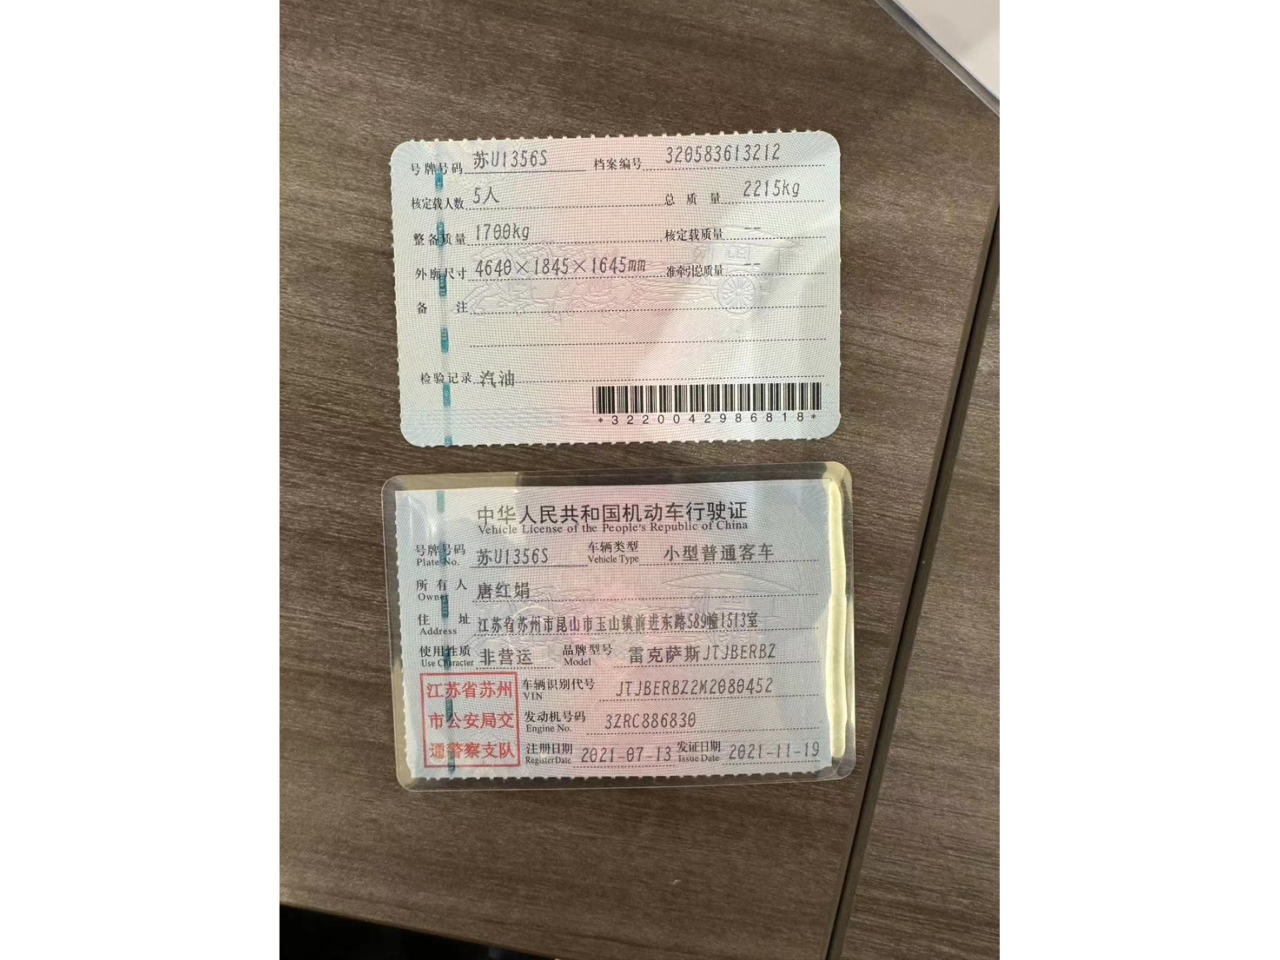 号牌号码 苏U1356S 档案编号 320583613212
核定载人数 5人 总质量 2215kg
整备质量 1700kg 核定载质量 --
外廓尺寸 4640×1845×1645mm 准牵引总质量 --
备注
检验记录 汽油
*3220042986818*
中华人民共和国机动车行驶证
Vehicle License of the People's Republic of China
号牌号码 苏U1356S 车辆类型 小型普通客车
Plate No. Vehicle Type
所有人 唐红娟
Owner
住址 江苏省苏州市昆山市玉山镇前进东路589幢1513室
Address
使用性质 非营运 品牌型号 雷克萨斯JTJBERBZ
Use Character Model
江苏省苏州 车辆识别代号 JTJBERBZ2M2080452
VIN
市公安局交 发动机号码 3ZRC886830
Engine No.
通警察支队 注册日期 2021-07-13 发证日期 2021-11-19
Register Date Issue Date